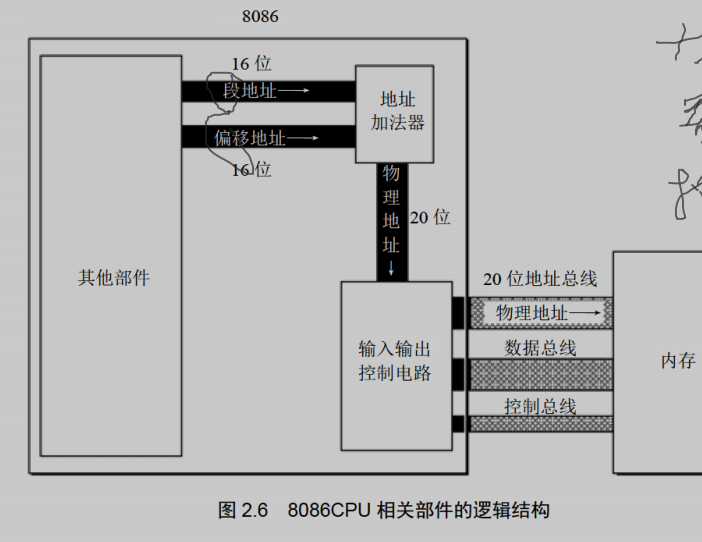 8086
16 位
段地址
偏移地址
16位
地址
加法器
物理地址
20 位
其他部件
输入输出
控制电路
20 位地址总线
物理地址
数据总线
控制总线
内存
图 2.6 8086CPU 相关部件的逻辑结构